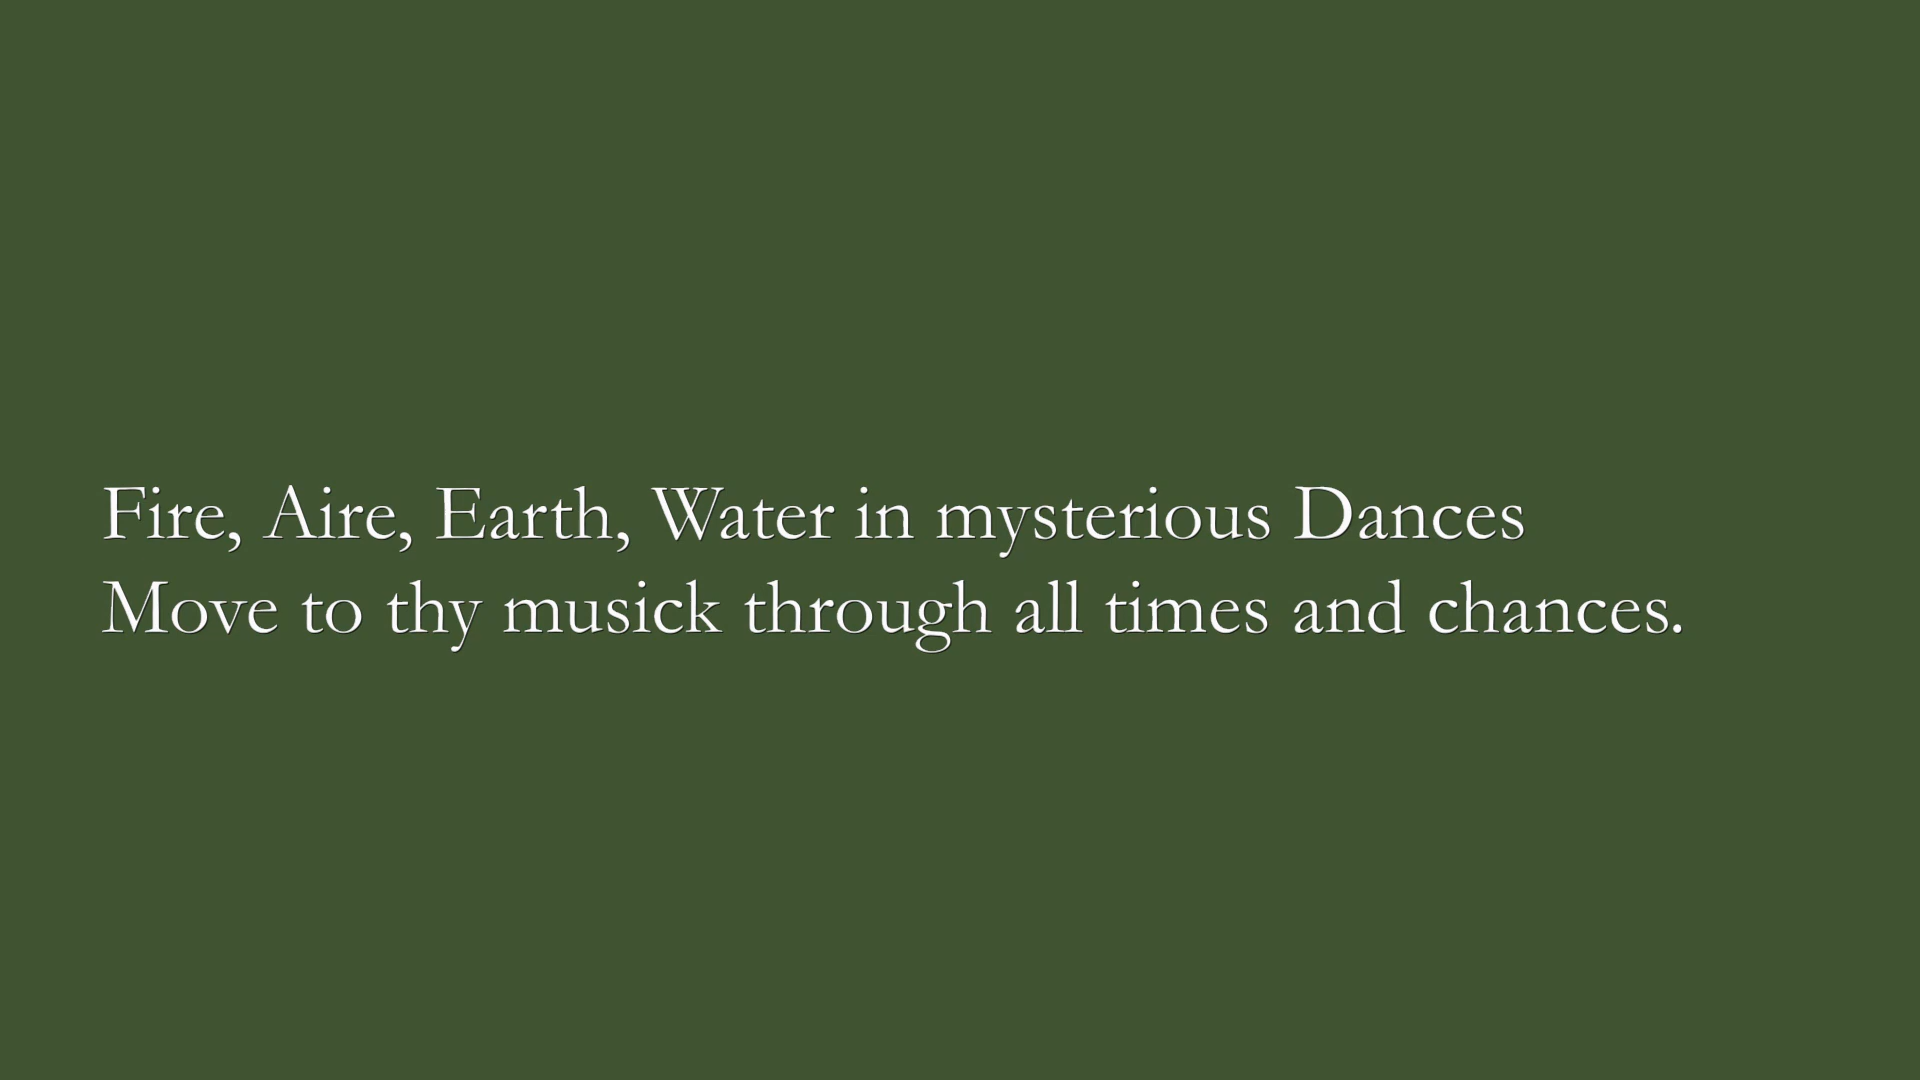 Fire, Aire, Earth, Water in mysterious Dances
Move to thy musick through all times and chances.